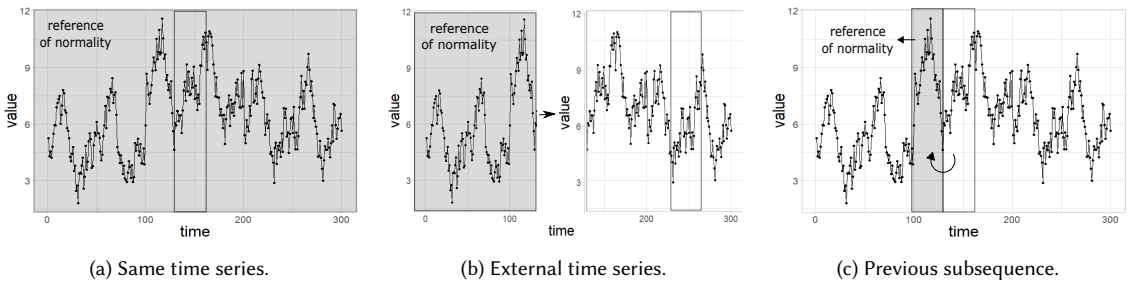 12
reference
of normality
9
value
6
3
0
100
200
300
time
(a) Same time series.
12
reference
of normality
9
value
6
3
0
100
time
12
9
value
6
3
200
300
time
(b) External time series.
12
reference
of normality
9
value
6
3
0
100
200
300
time
(c) Previous subsequence.